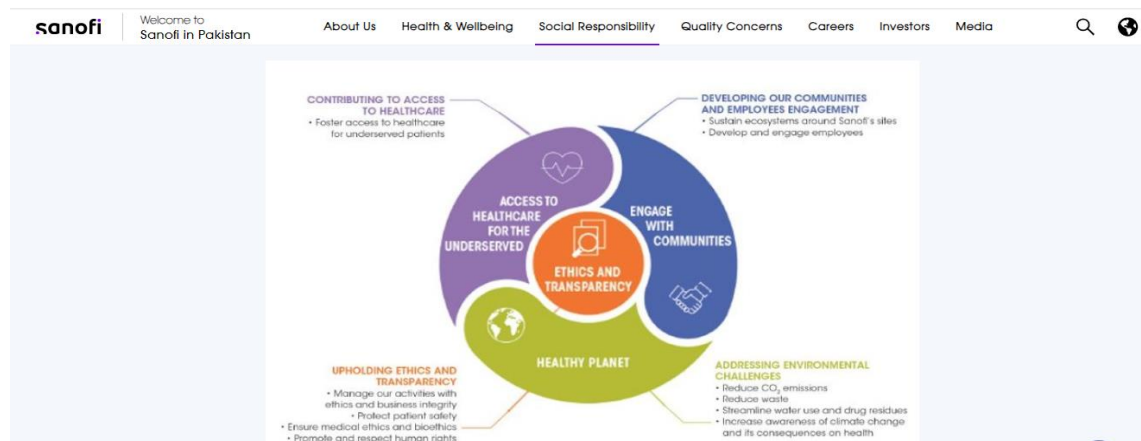 sanofi
Welcome to
Sanofi in Pakistan
About Us
Health & Wellbeing
Social Responsibility
Quality Concerns
Careers
Investors
Media
CONTRIBUTING TO ACCESS
TO HEALTHCARE
• Foster access to healthcare
for underserved patients
DEVELOPING OUR COMMUNITIES
AND EMPLOYEES ENGAGEMENT
• Sustain ecosystems around Sanofi's sites
• Develop and engage employees
ACCESS TO
HEALTHCARE
FOR THE
UNDERSERVED
ENGAGE
WITH
COMMUNITIES
ETHICS AND
TRANSPARENCY
HEALTHY PLANET
UPHOLDING ETHICS AND
TRANSPARENCY
• Manage our activities with
ethics and business integrity
• Protect patient safety
• Ensure medical ethics and bioethics
• Promote and respect human rights
ADDRESSING ENVIRONMENTAL
CHALLENGES
• Reduce CO₂ emissions
• Reduce waste
• Streamline water use and drug residues
• Increase awareness of climate change
and its consequences on health